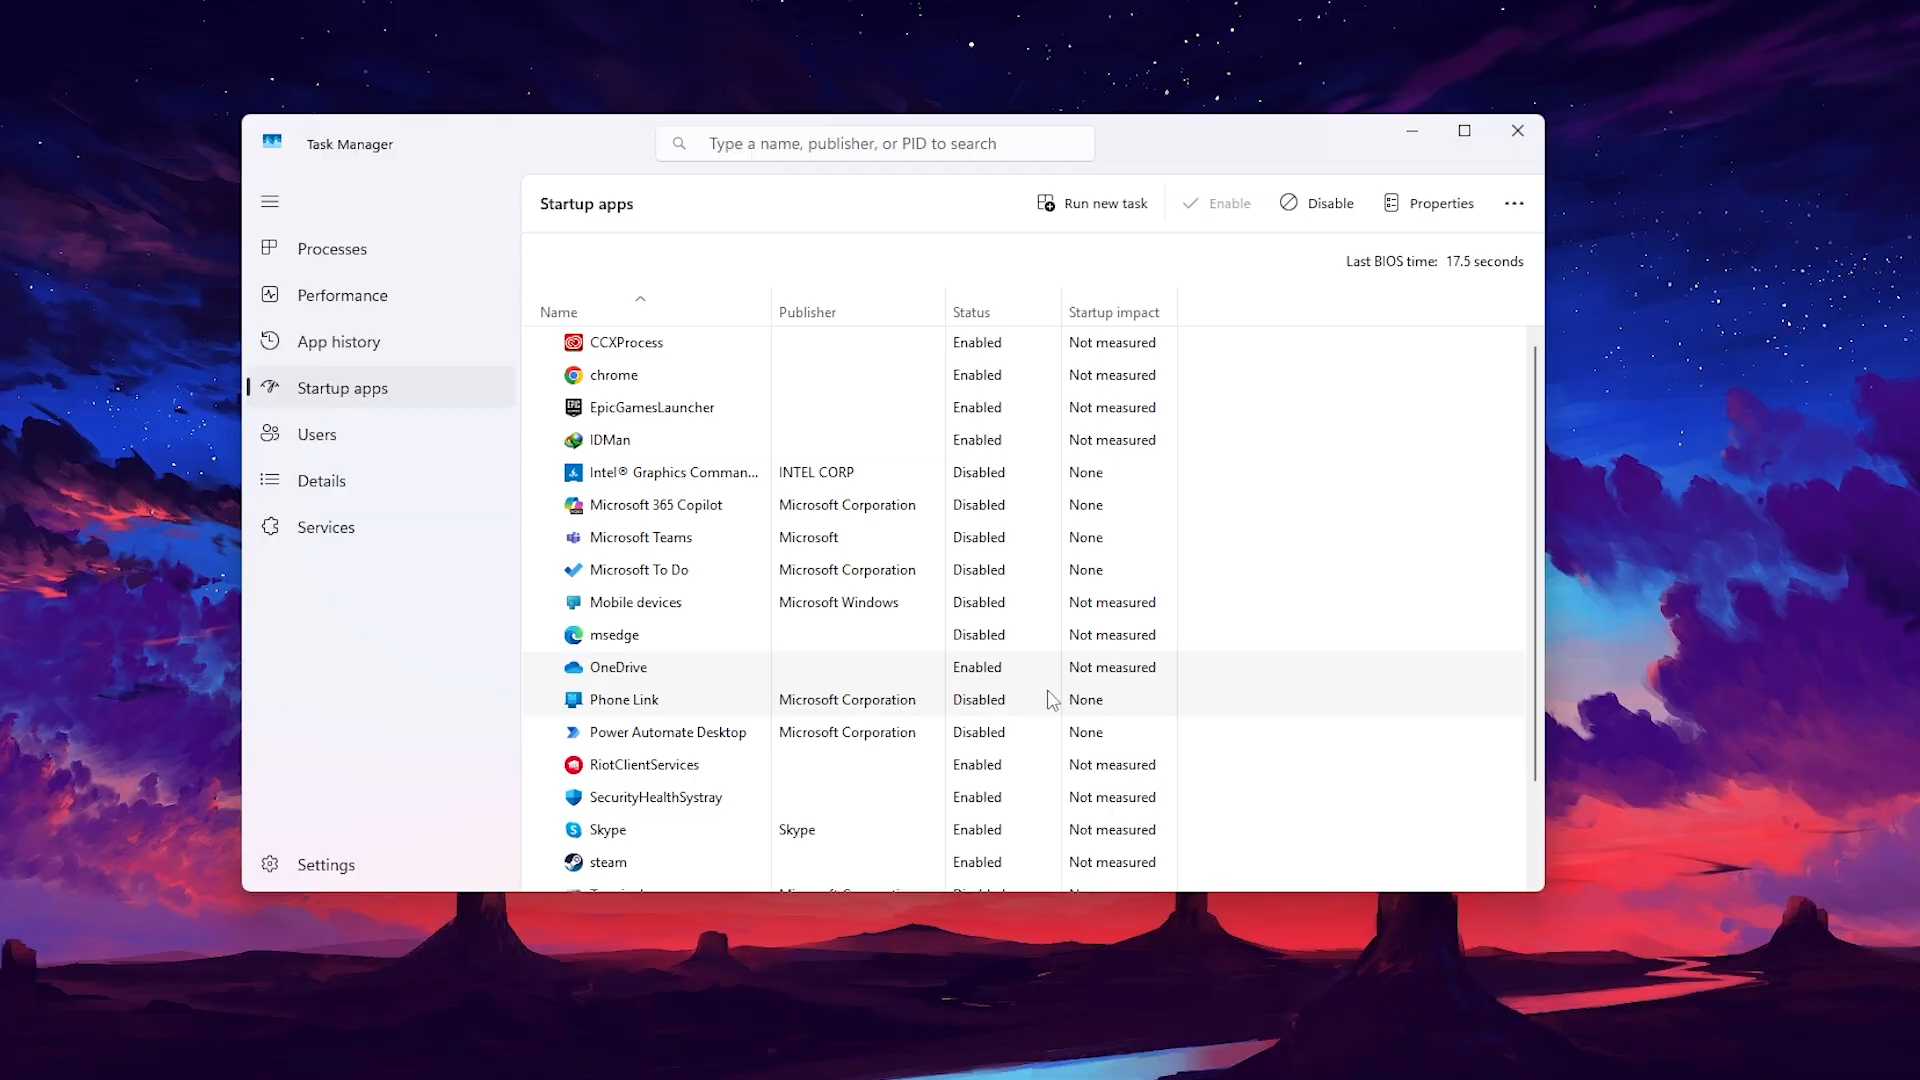 Task Manager
Type a name, publisher, or PID to search
Startup apps
Run new task
Enable
Disable
Properties
Last BIOS time: 17.5 seconds
Processes
Performance
App history
Startup apps
Users
Details
Services
Settings
Name Publisher Status Startup impact
CCXProcess Enabled Not measured
chrome Enabled Not measured
EpicGamesLauncher Enabled Not measured
IDMan Enabled Not measured
Intel® Graphics Comman... INTEL CORP Disabled None
Microsoft 365 Copilot Microsoft Corporation Disabled None
Microsoft Teams Microsoft Disabled None
Microsoft To Do Microsoft Corporation Disabled None
Mobile devices Microsoft Windows Disabled Not measured
msedge Disabled Not measured
OneDrive Enabled Not measured
Phone Link Microsoft Corporation Disabled None
Power Automate Desktop Microsoft Corporation Disabled None
RiotClientServices Enabled Not measured
SecurityHealthSystray Enabled Not measured
Skype Skype Enabled Not measured
steam Enabled Not measured